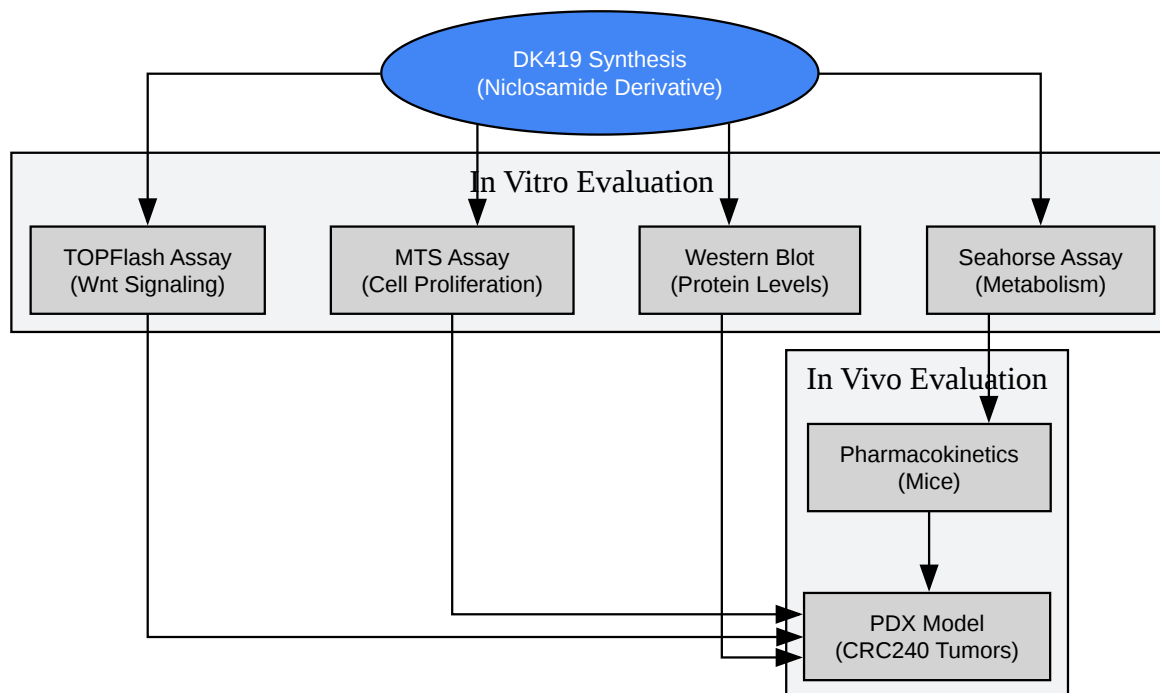 DK419 Synthesis
(Niclosamide Derivative)
In Vitro Evaluation
TOPFlash Assay
(Wnt Signaling)
MTS Assay
(Cell Proliferation)
Western Blot
(Protein Levels)
Seahorse Assay
(Metabolism)
In Vivo Evaluation
Pharmacokinetics
(Mice)
PDX Model
(CRC240 Tumors)